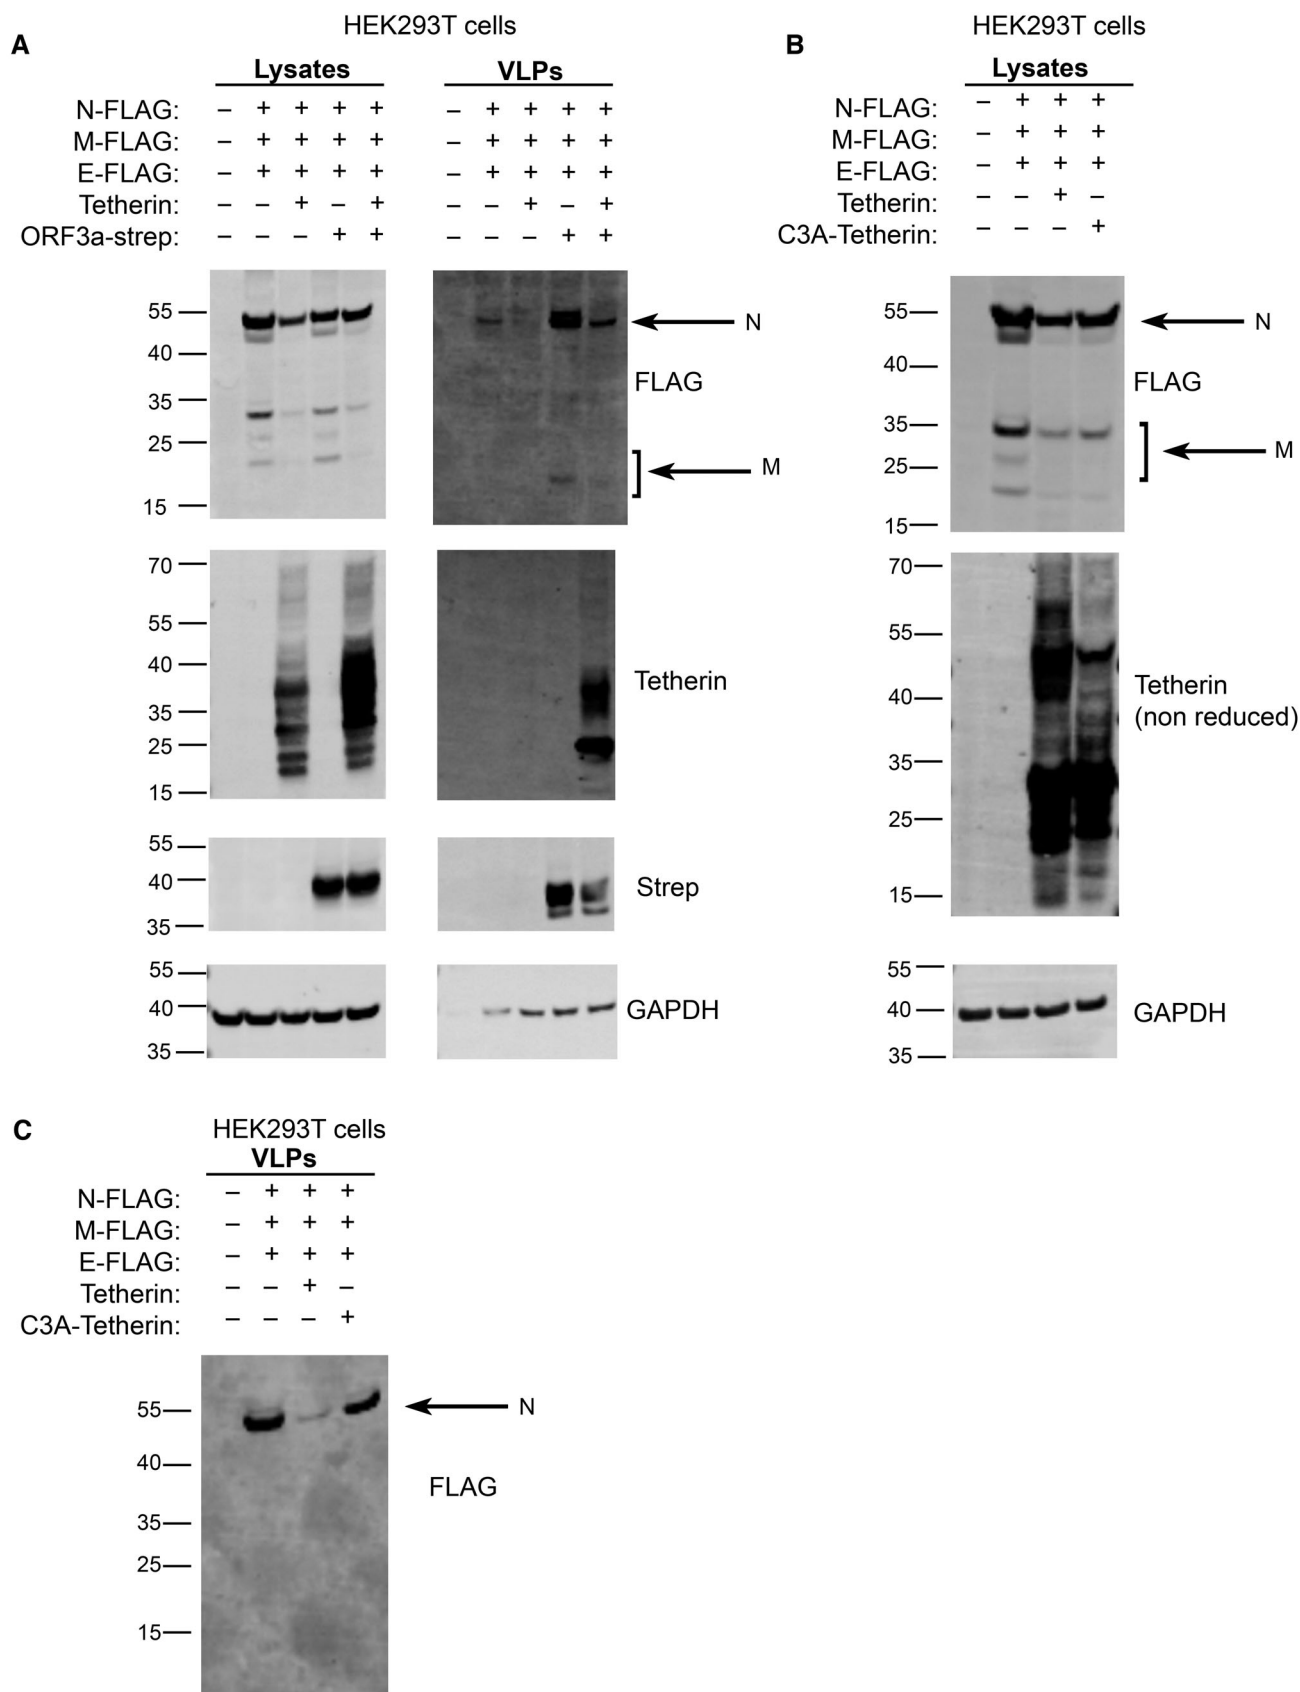 A
HEK293T cells
Lysates
VLPs
N-FLAG: – + + + + – + + + +
M-FLAG: – + + + + – + + + +
E-FLAG: – + + + + – + + + +
Tetherin: – – + – + – – + – +
ORF3a-strep: – – – + + – – – + +
55
40
35
25
15
N
FLAG
M
70
55
40
35
25
15
Tetherin
55
40
35
Strep
55
40
35
GAPDH
B
HEK293T cells
Lysates
N-FLAG: – + + +
M-FLAG: – + + +
E-FLAG: – + + +
Tetherin: – – + –
C3A-Tetherin: – – – +
55
40
35
25
15
N
FLAG
M
70
55
40
35
25
15
Tetherin
(non reduced)
55
40
35
GAPDH
C
HEK293T cells
VLPs
N-FLAG: – + + +
M-FLAG: – + + +
E-FLAG: – + + +
Tetherin: – – + –
C3A-Tetherin: – – – +
55
40
35
25
15
N
FLAG